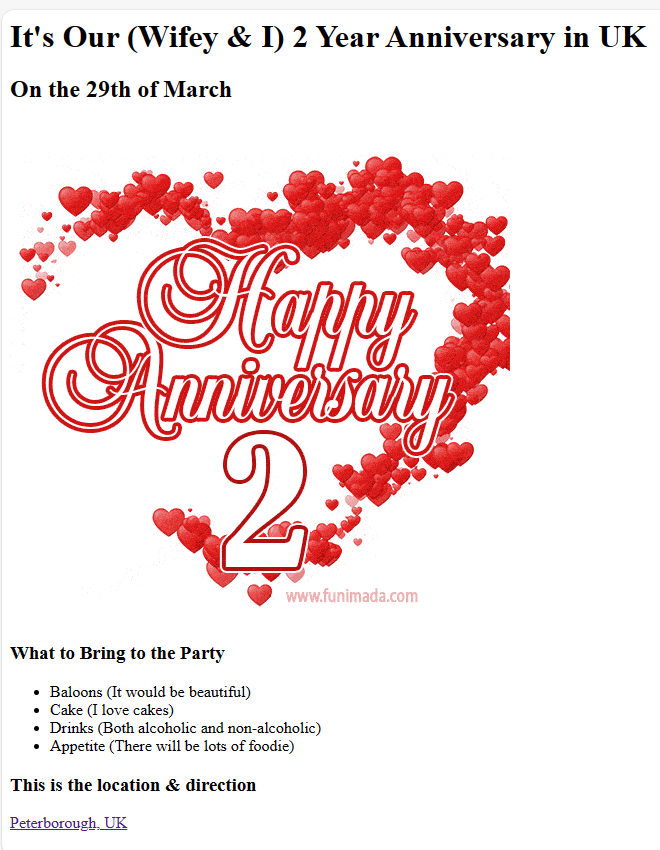 It's Our (Wifey & I) 2 Year Anniversary in UK
On the 29th of March
Happy
Anniversary
2
www.funimada.com
What to Bring to the Party
Baloons (It would be beautiful)
Cake (I love cakes)
Drinks (Both alcoholic and non-alcoholic)
Appetite (There will be lots of foodie)
This is the location & direction
Peterborough, UK